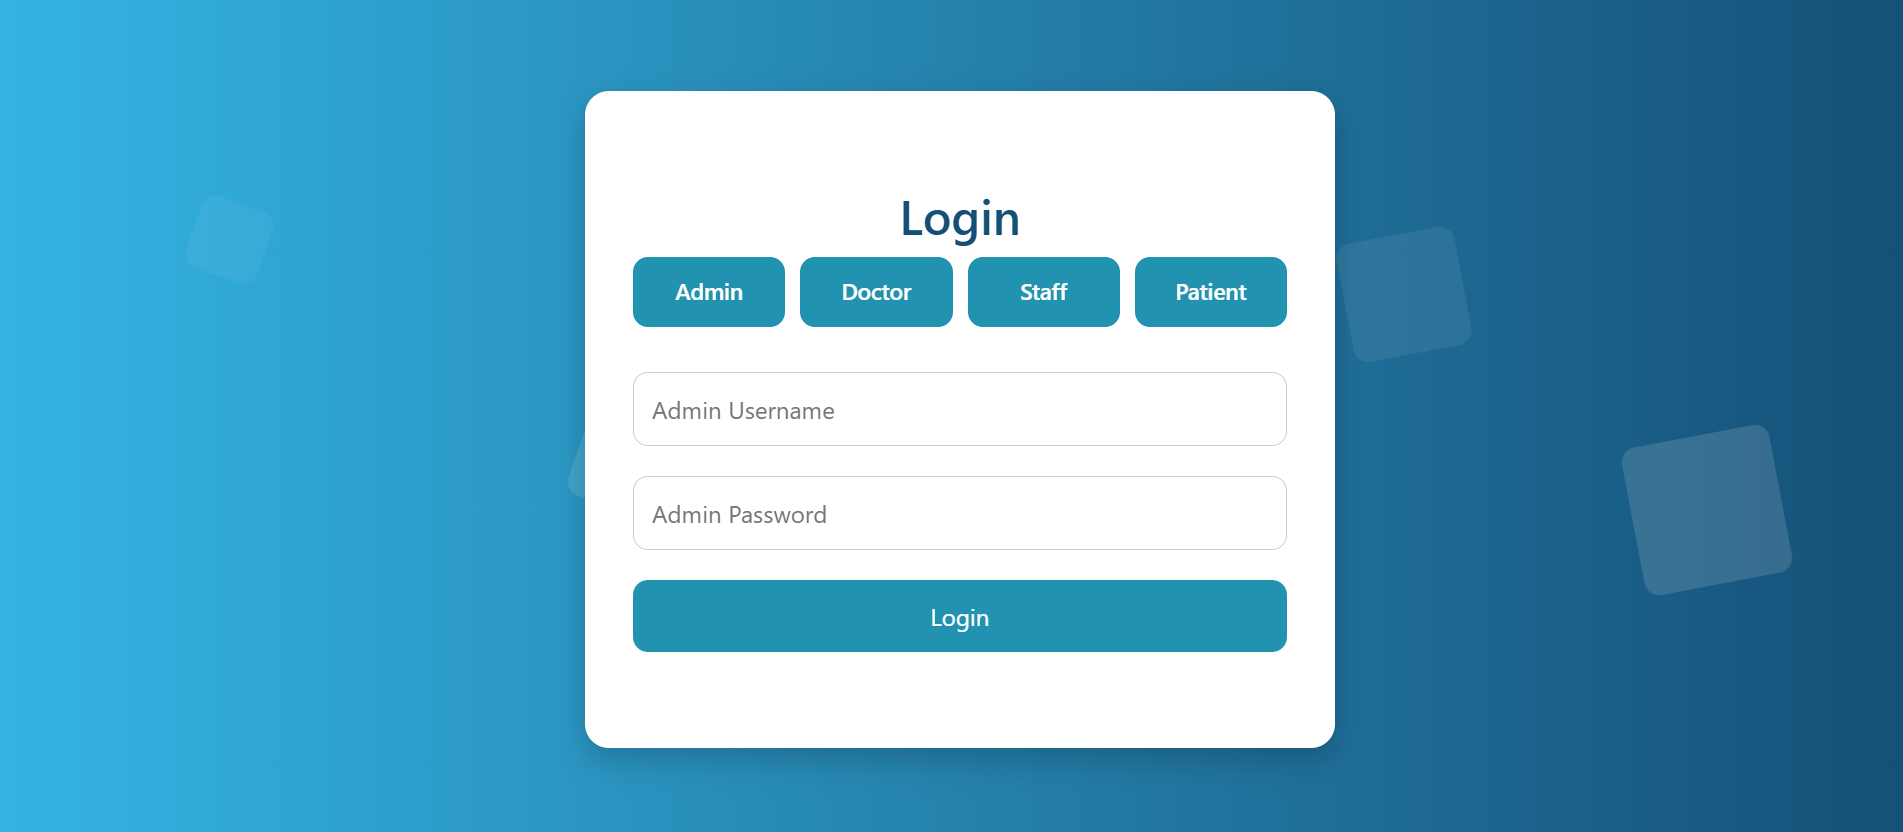 Login
Admin Doctor Staff Patient
Admin Username
Admin Password
Login